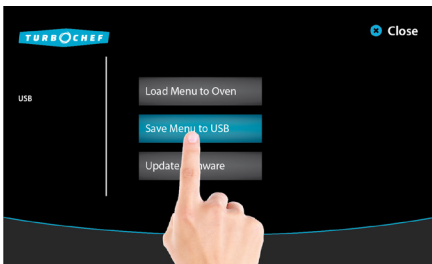 TURBOCHEF
Close
USB
Load Menu to Oven
Save Menu to USB
Update